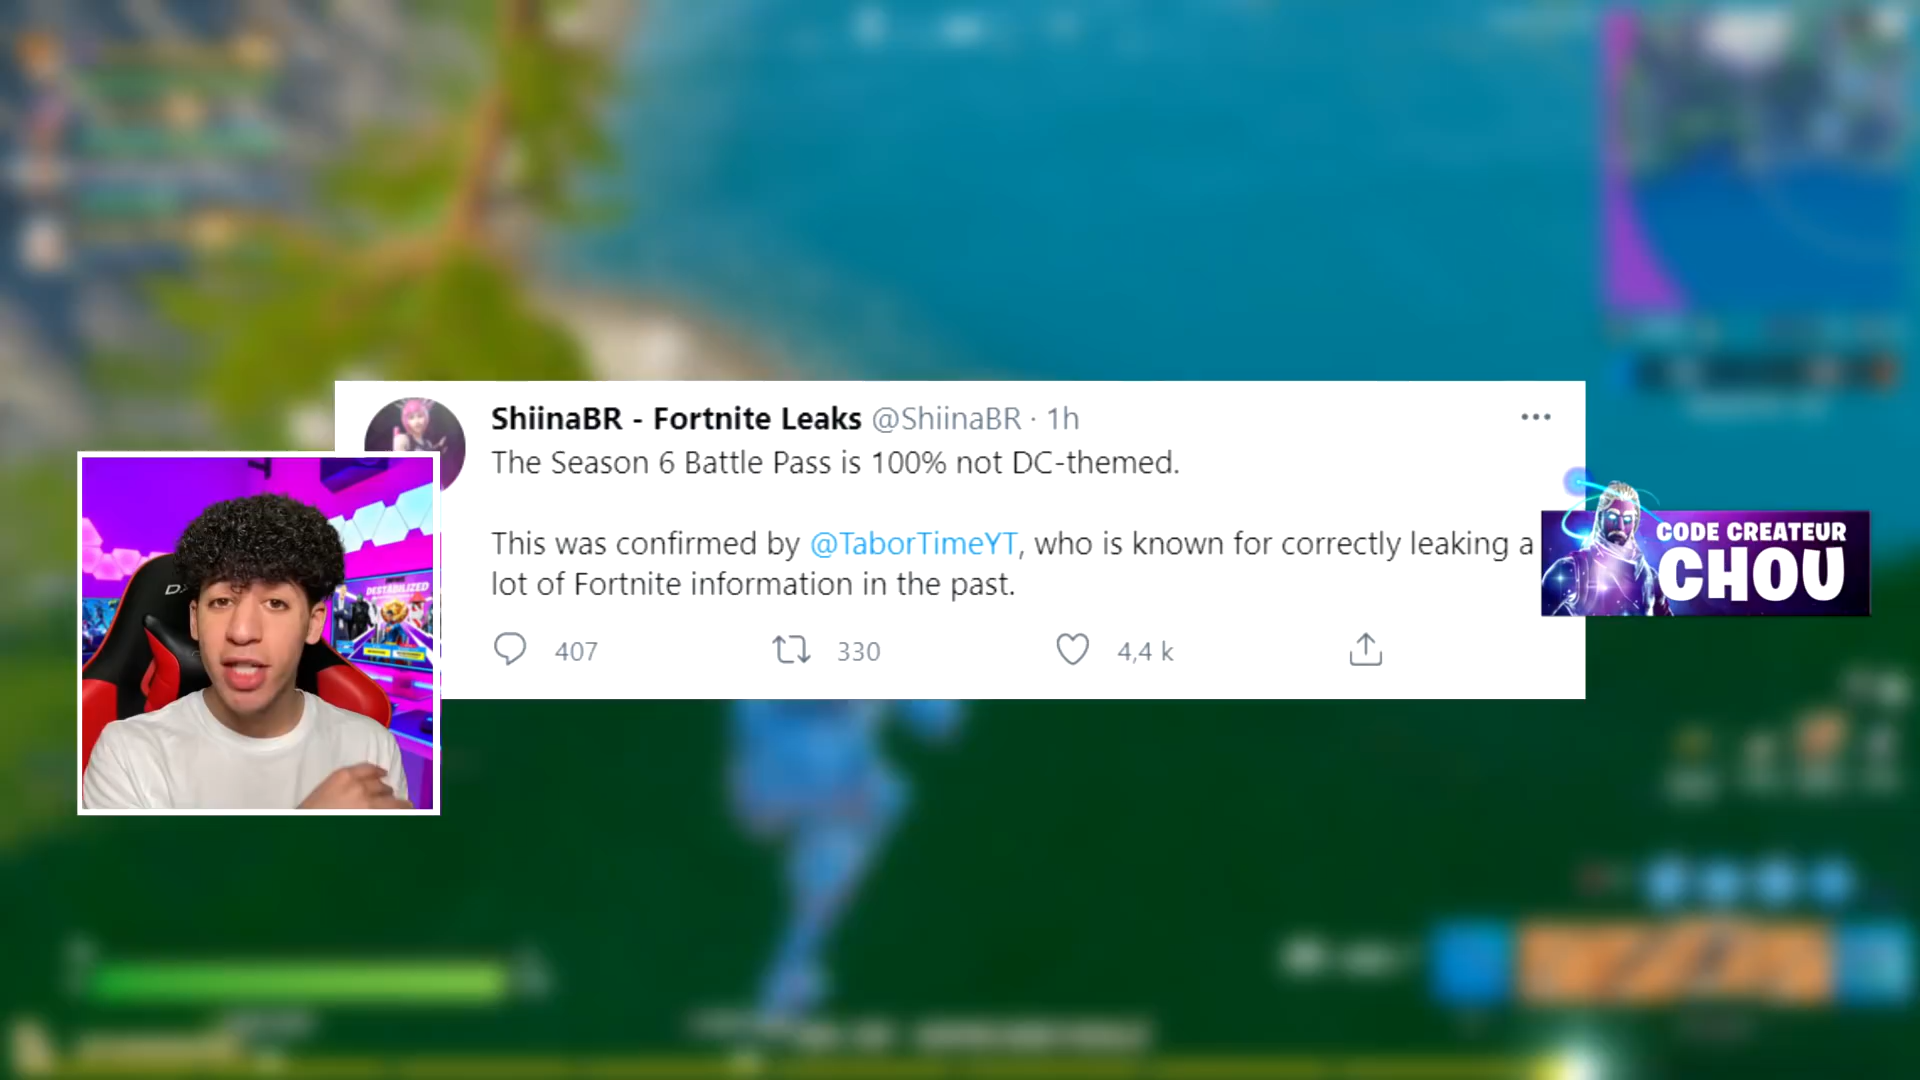 ShiinaBR - Fortnite Leaks @ShiinaBR · 1h
The Season 6 Battle Pass is 100% not DC-themed.
This was confirmed by @TaborTimeYT, who is known for correctly leaking a
lot of Fortnite information in the past.
407 330 4,4 k
CODE CREATEUR
CHOU
DESTABILIZED